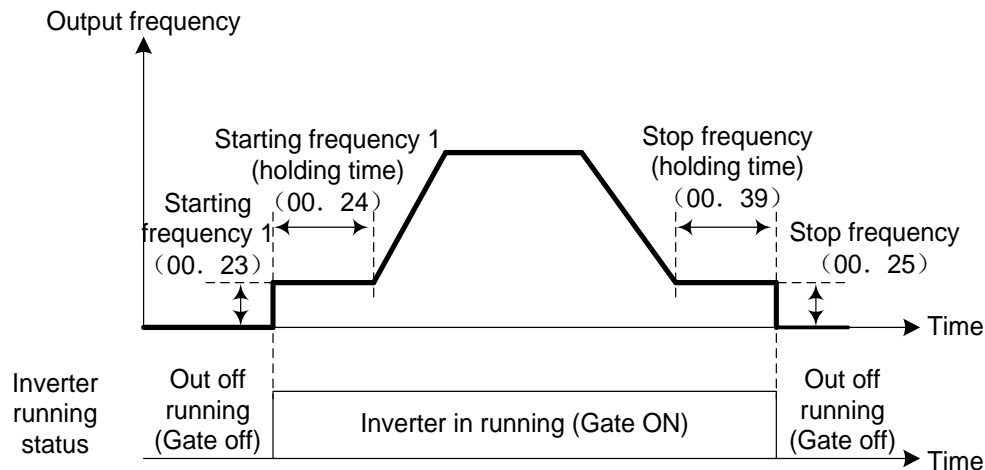 Output frequency
Starting frequency 1
(holding time)
（00. 24）
Stop frequency
(holding time)
（00. 39）
Starting
frequency 1
（00. 23）
Stop frequency
（00. 25）
Time
Inverter
running
status
Out off
running
(Gate off)
Inverter in running (Gate ON)
Out off
running
(Gate off)
Time